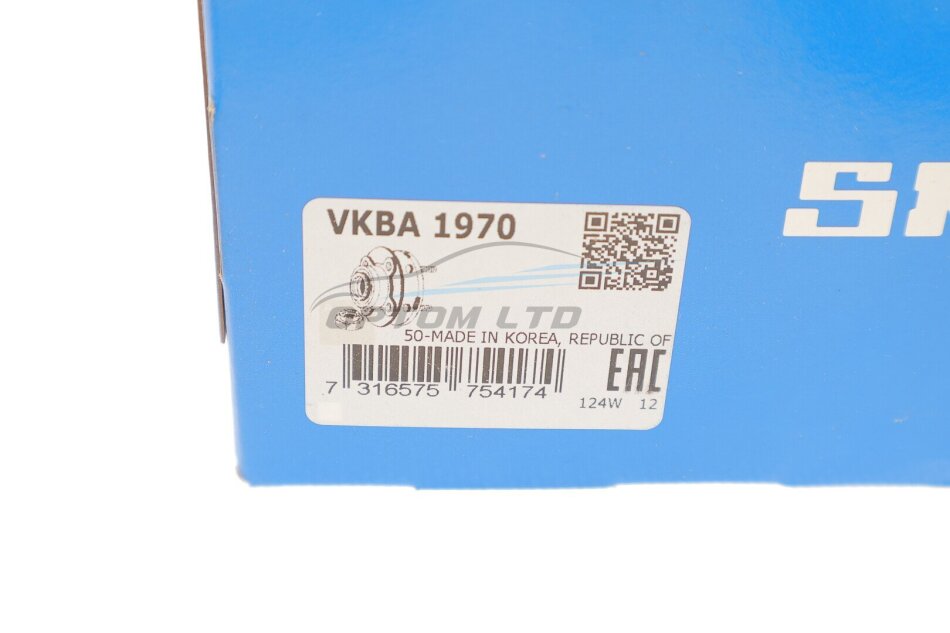 VKBA 1970
OPTOM LTD
50-MADE IN KOREA, REPUBLIC OF
7 316575 754174
EAC
124W 12